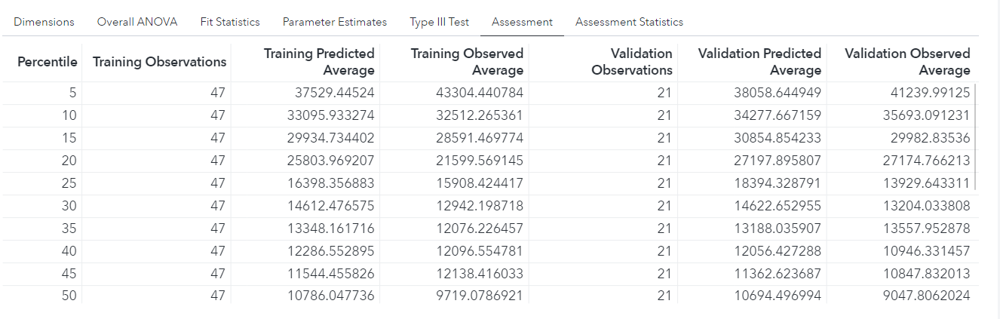 Dimensions Overall ANOVA Fit Statistics Parameter Estimates Type III Test Assessment Assessment Statistics
Percentile Training Observations Training Predicted Average Training Observed Average Validation Observations Validation Predicted Average Validation Observed Average
5 47 37529.44524 43304.440784 21 38058.644949 41239.99125
10 47 33095.933274 32512.265361 21 34277.667159 35693.091231
15 47 29934.734402 28591.469774 21 30854.854233 29982.83536
20 47 25803.969207 21599.569145 21 27197.895807 27174.766213
25 47 16398.356883 15908.424417 21 18394.328791 13929.643311
30 47 14612.476575 12942.198718 21 14622.652955 13204.033808
35 47 13348.161716 12076.226457 21 13188.035907 13557.952878
40 47 12286.552895 12096.554781 21 12056.427288 10946.331457
45 47 11544.455826 12138.416033 21 11362.623687 10847.832013
50 47 10786.047736 9719.0786921 21 10694.496994 9047.8062024